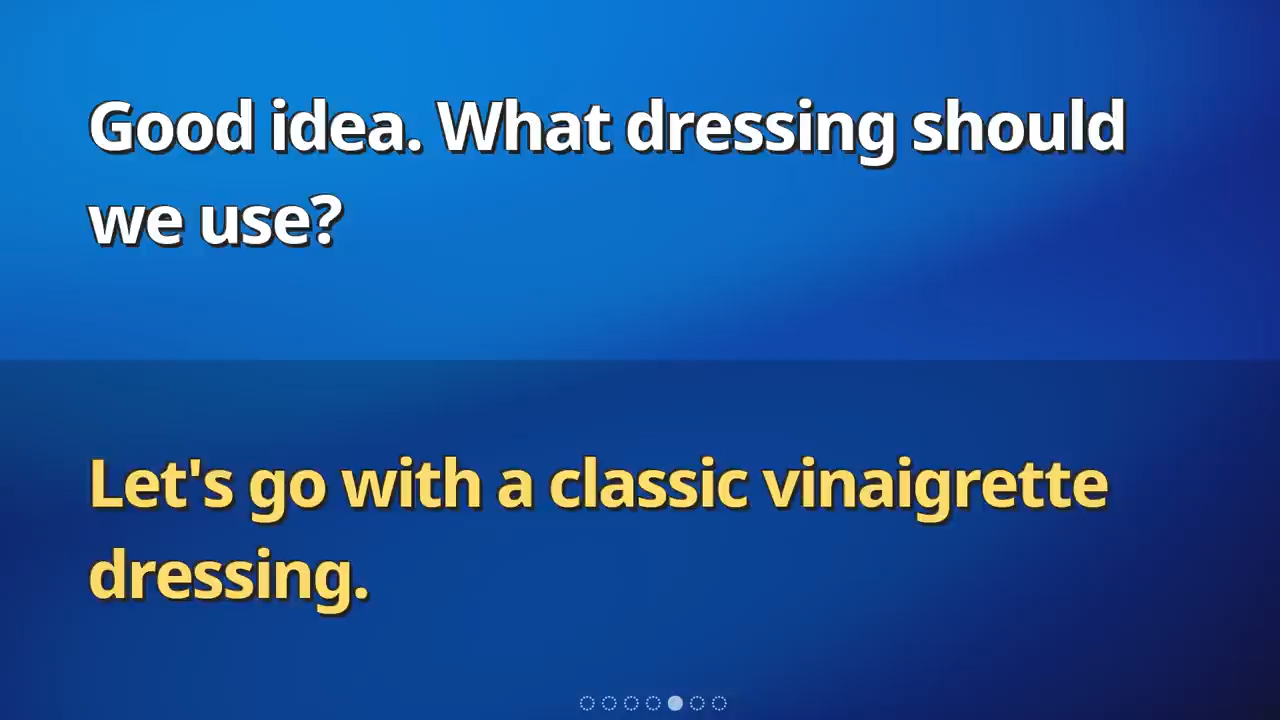 Good idea. What dressing should
we use?
Let's go with a classic vinaigrette
dressing.